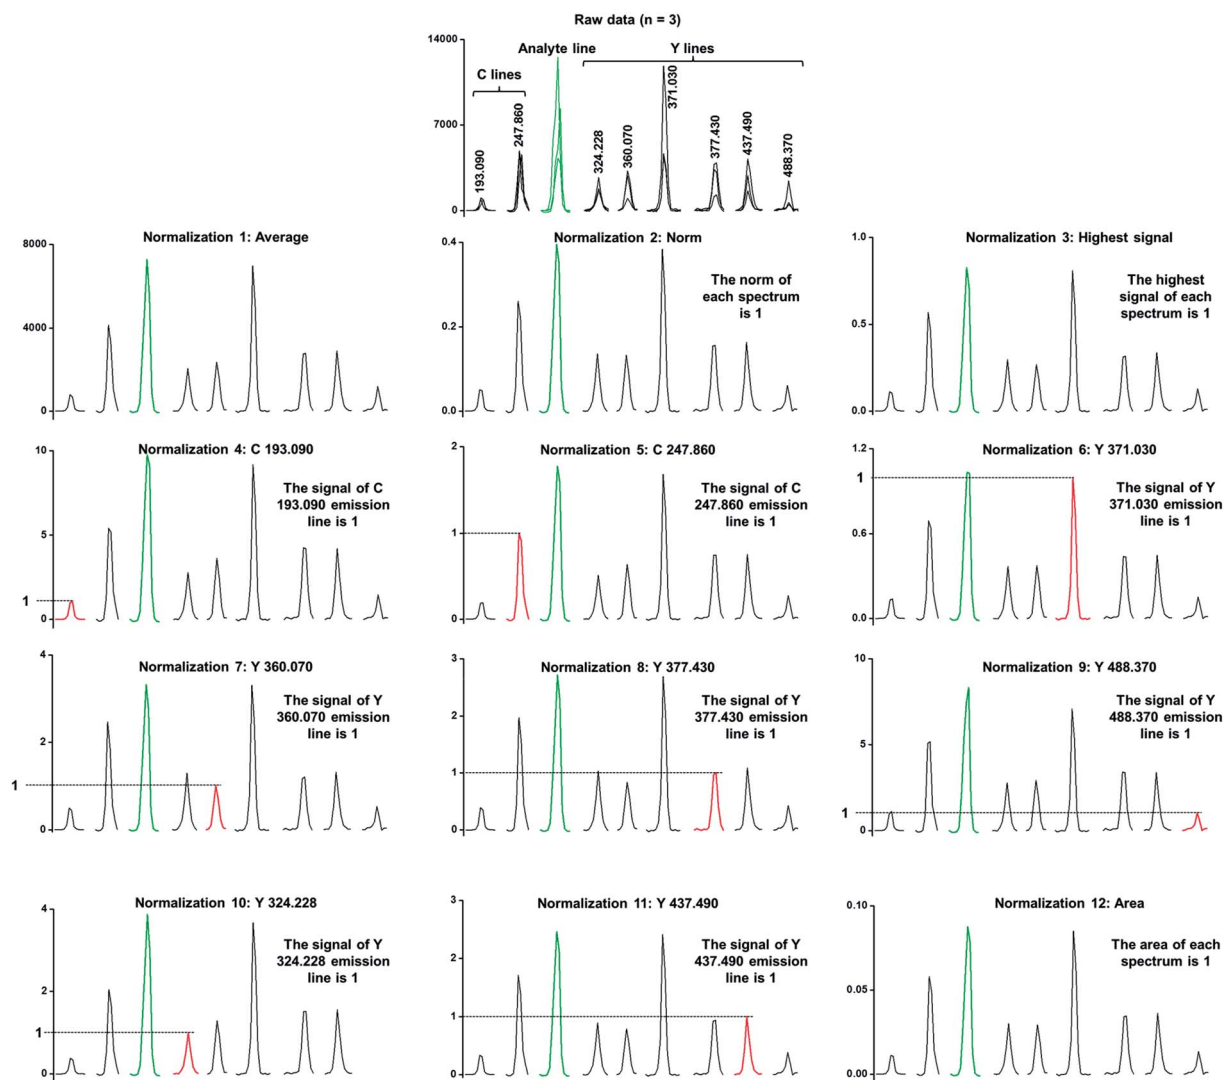 Raw data (n = 3)
14000
7000
0
C lines
Analyte line
Y lines
193.090
247.860
324.228
360.070
371.030
377.430
437.490
488.370
Normalization 1: Average
8000
4000
0
Normalization 2: Norm
0.4
0.2
0.0
The norm of
each spectrum
is 1
Normalization 3: Highest signal
1.0
0.5
0.0
The highest
signal of each
spectrum is 1
Normalization 4: C 193.090
10
5
1
0
The signal of C
193.090 emission
line is 1
Normalization 5: C 247.860
2
1
0
The signal of C
247.860 emission
line is 1
Normalization 6: Y 371.030
1.2
1
0.6
0.0
The signal of Y
371.030 emission
line is 1
Normalization 7: Y 360.070
4
2
1
0
The signal of Y
360.070 emission
line is 1
Normalization 8: Y 377.430
3
2
1
0
The signal of Y
377.430 emission
line is 1
Normalization 9: Y 488.370
10
5
1
0
The signal of Y
488.370 emission
line is 1
Normalization 10: Y 324.228
4
2
1
0
The signal of Y
324.228 emission
line is 1
Normalization 11: Y 437.490
3
2
1
0
The signal of Y
437.490 emission
line is 1
Normalization 12: Area
0.10
0.05
0.00
The area of each
spectrum is 1